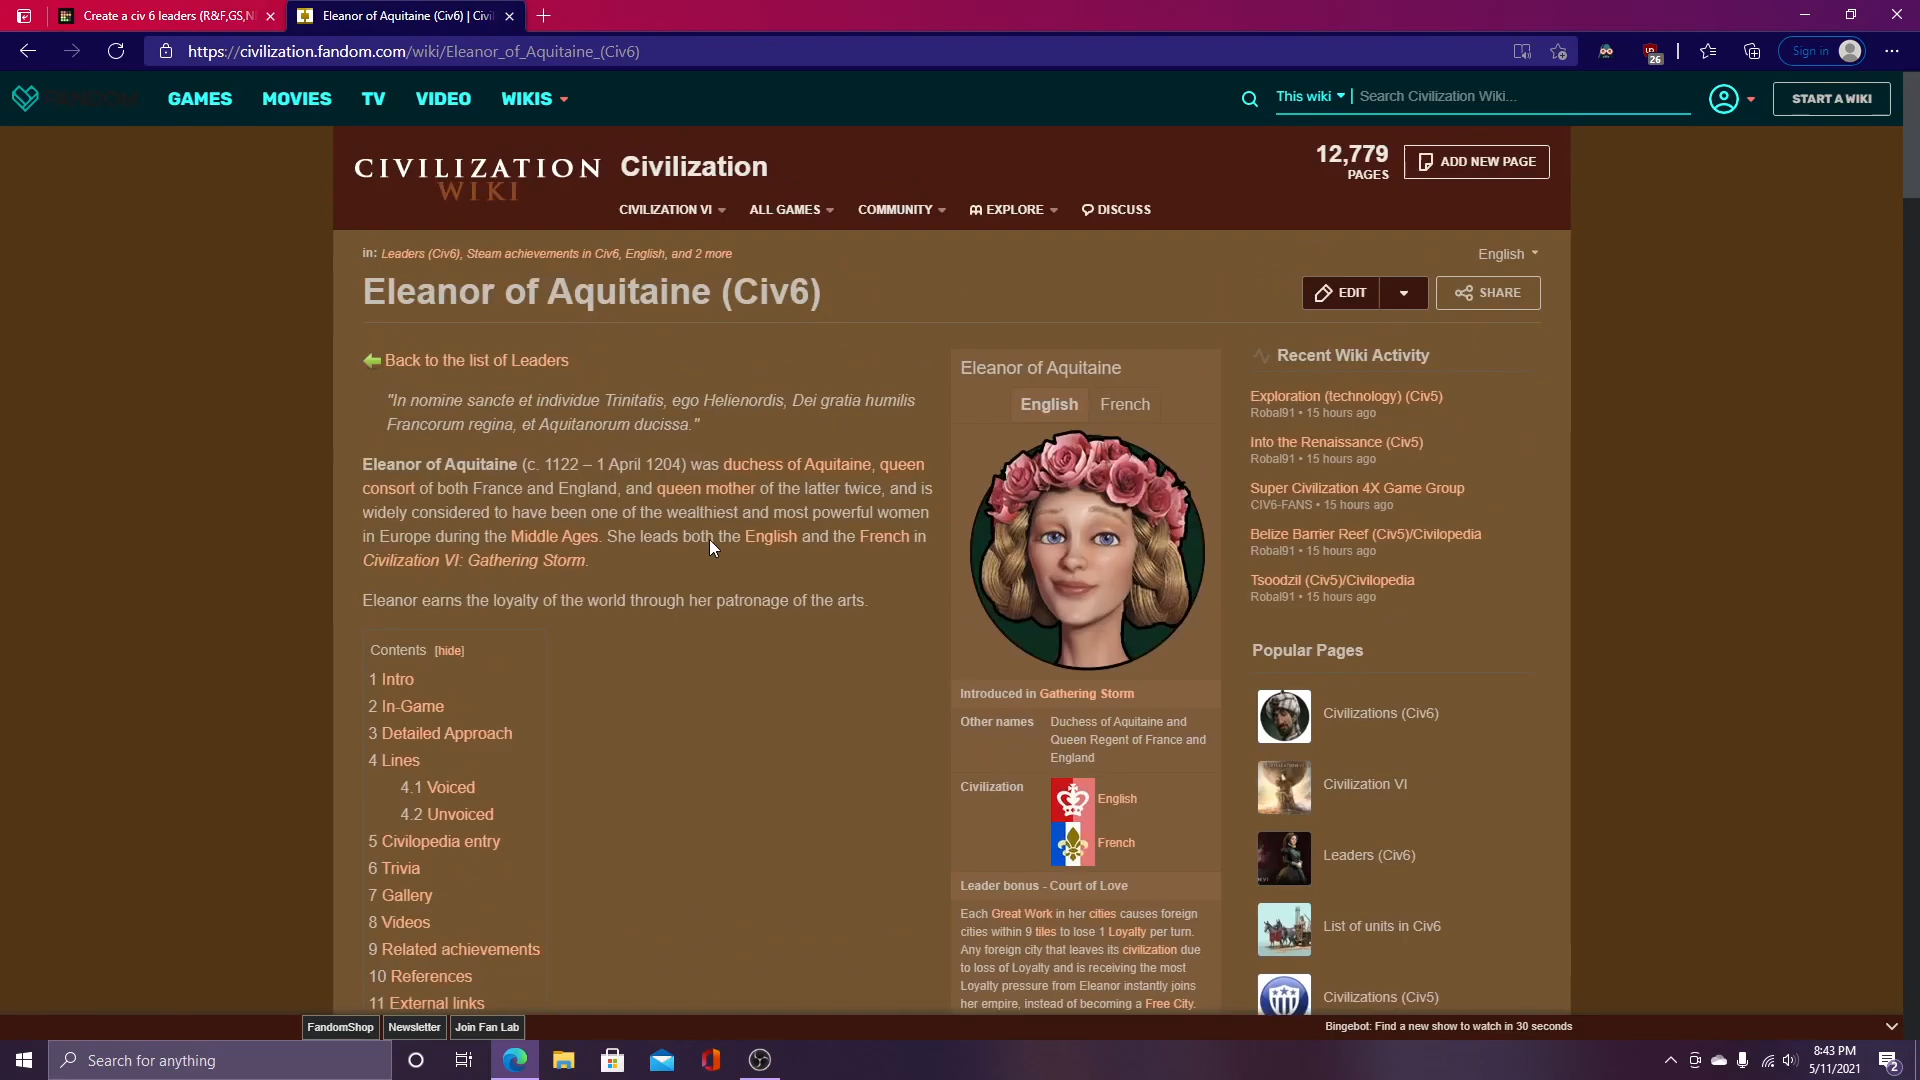 Create a civ 6 leaders (R&F,GS,N
Eleanor of Aquitaine (Civ6) | Civi
https://civilization.fandom.com/wiki/Eleanor_of_Aquitaine_(Civ6)
26
Sign in
GAMES MOVIES TV VIDEO WIKIS
This wiki
Search Civilization Wiki...
START A WIKI
CIVILIZATION
WIKI
Civilization
12,779
PAGES
ADD NEW PAGE
CIVILIZATION VI ALL GAMES COMMUNITY EXPLORE DISCUSS
in: Leaders (Civ6), Steam achievements in Civ6, English, and 2 more
English
Eleanor of Aquitaine (Civ6)
EDIT
SHARE
Back to the list of Leaders
"In nomine sancte et individue Trinitatis, ego Helienordis, Dei gratia humilis
Francorum regina, et Aquitanorum ducissa."
Eleanor of Aquitaine (c. 1122 – 1 April 1204) was duchess of Aquitaine, queen
consort of both France and England, and queen mother of the latter twice, and is
widely considered to have been one of the wealthiest and most powerful women
in Europe during the Middle Ages. She leads both the English and the French in
Civilization VI: Gathering Storm.
Eleanor earns the loyalty of the world through her patronage of the arts.
Contents [hide]
1 Intro
2 In-Game
3 Detailed Approach
4 Lines
4.1 Voiced
4.2 Unvoiced
5 Civilopedia entry
6 Trivia
7 Gallery
8 Videos
9 Related achievements
10 References
11 External links
Eleanor of Aquitaine
English French
Introduced in Gathering Storm
Other names
Duchess of Aquitaine and
Queen Regent of France and
England
Civilization
English
French
Leader bonus - Court of Love
Each Great Work in her cities causes foreign
cities within 9 tiles to lose 1 Loyalty per turn.
Any foreign city that leaves its civilization due
to loss of Loyalty and is receiving the most
Loyalty pressure from Eleanor instantly joins
her empire, instead of becoming a Free City.
Recent Wiki Activity
Exploration (technology) (Civ5)
Robal91 • 15 hours ago
Into the Renaissance (Civ5)
Robal91 • 15 hours ago
Super Civilization 4X Game Group
CIV6-FANS • 15 hours ago
Belize Barrier Reef (Civ5)/Civilopedia
Robal91 • 15 hours ago
Tsoodzil (Civ5)/Civilopedia
Robal91 • 15 hours ago
Popular Pages
Civilizations (Civ6)
Civilization VI
Leaders (Civ6)
List of units in Civ6
Civilizations (Civ5)
FandomShop Newsletter Join Fan Lab
Bingebot: Find a new show to watch in 30 seconds
Search for anything
8:43 PM
5/11/2021
2